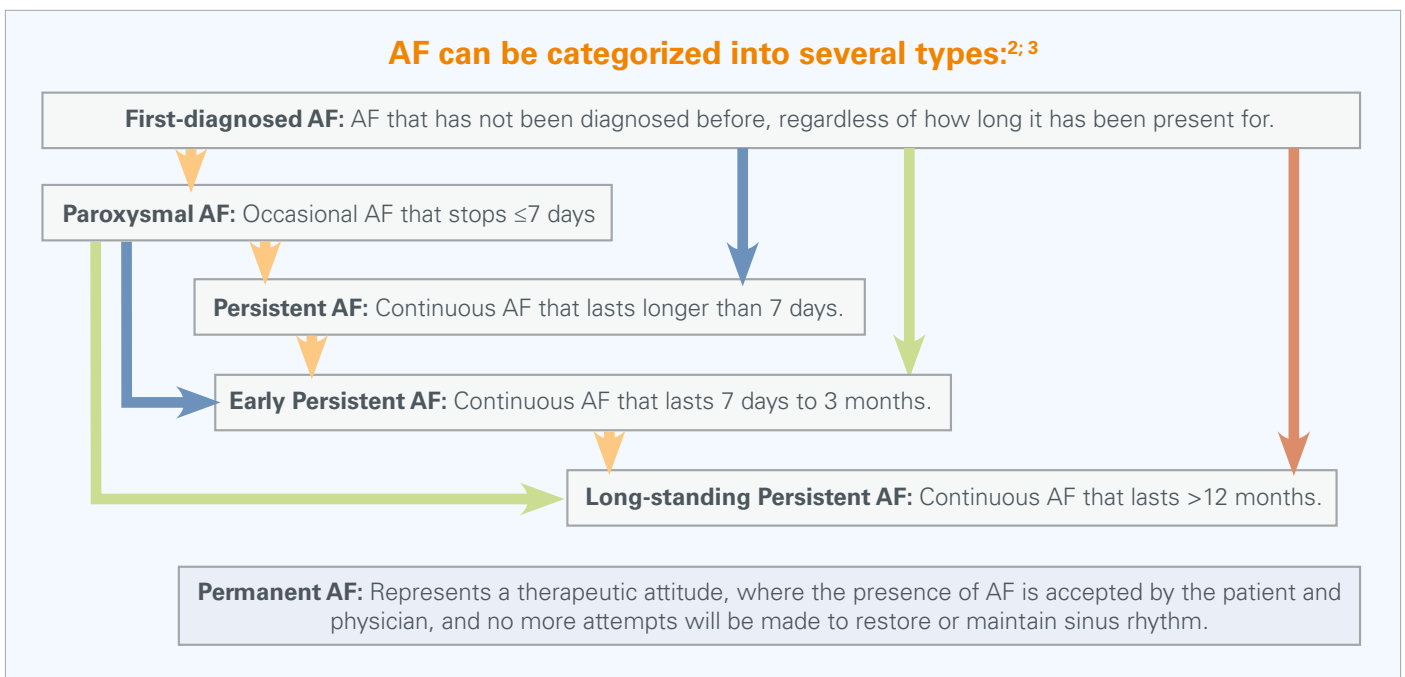 AF can be categorized into several types:2; 3
First-diagnosed AF: AF that has not been diagnosed before, regardless of how long it has been present for.
Paroxysmal AF: Occasional AF that stops ≤7 days
Persistent AF: Continuous AF that lasts longer than 7 days.
Early Persistent AF: Continuous AF that lasts 7 days to 3 months.
Long-standing Persistent AF: Continuous AF that lasts >12 months.
Permanent AF: Represents a therapeutic attitude, where the presence of AF is accepted by the patient and
physician, and no more attempts will be made to restore or maintain sinus rhythm.